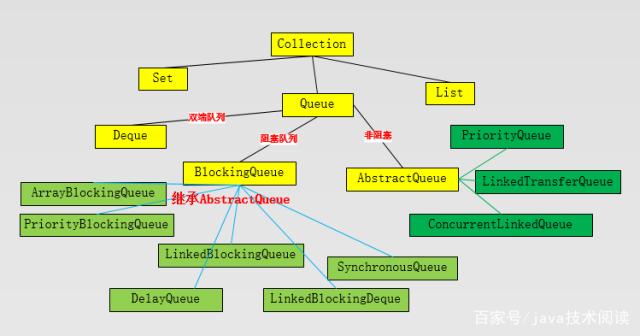 Collection
Set
List
Queue
双端队列
阻塞队列
非阻塞
Deque
PriorityQueue
BlockingQueue
AbstractQueue
LinkedTransferQueue
ArrayBlockingQueue
继承AbstractQueue
PriorityBlockingQueue
ConcurrentLinkedQueue
LinkedBlockingQueue
SynchronousQueue
DelayQueue
LinkedBlockingDeque
百家号/java技术阅读